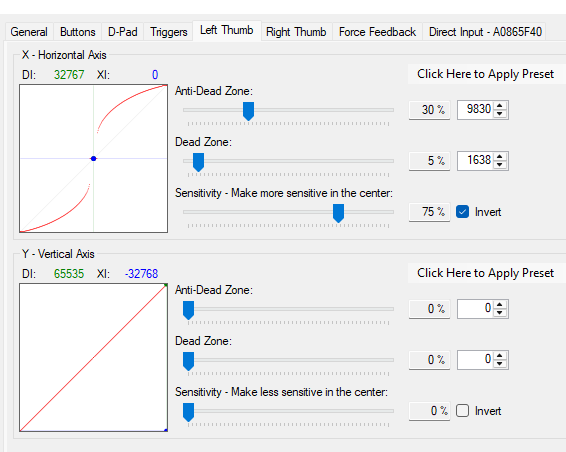 General Buttons D-Pad Triggers Left Thumb Right Thumb Force Feedback Direct Input - A0865F40
X - Horizontal Axis
DI: 32767 XI: 0 Click Here to Apply Preset
Anti-Dead Zone:
30 % 9830
Dead Zone:
5 % 1638
Sensitivity - Make more sensitive in the center:
75 % Invert
Y - Vertical Axis
DI: 65535 XI: -32768 Click Here to Apply Preset
Anti-Dead Zone:
0 % 0
Dead Zone:
0 % 0
Sensitivity - Make less sensitive in the center:
0 % Invert